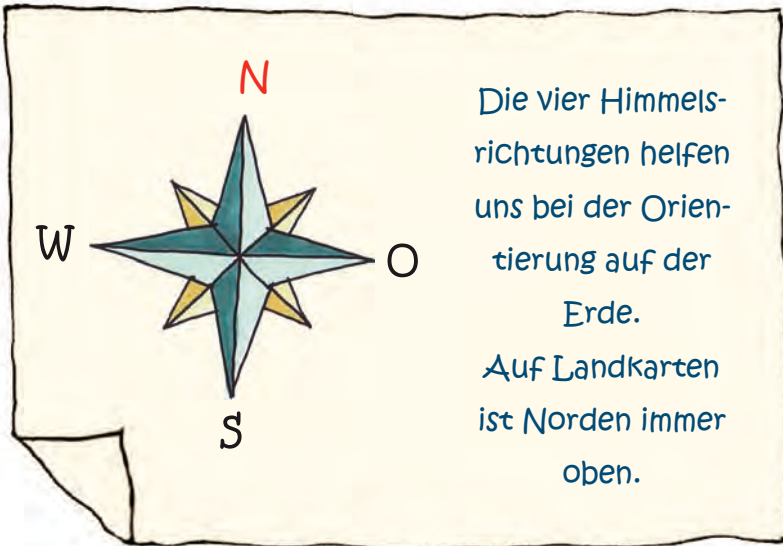 N
W
O
S
Die vier Himmels-
richtungen helfen
uns bei der Orien-
tierung auf der
Erde.
Auf Landkarten
ist Norden immer
oben.